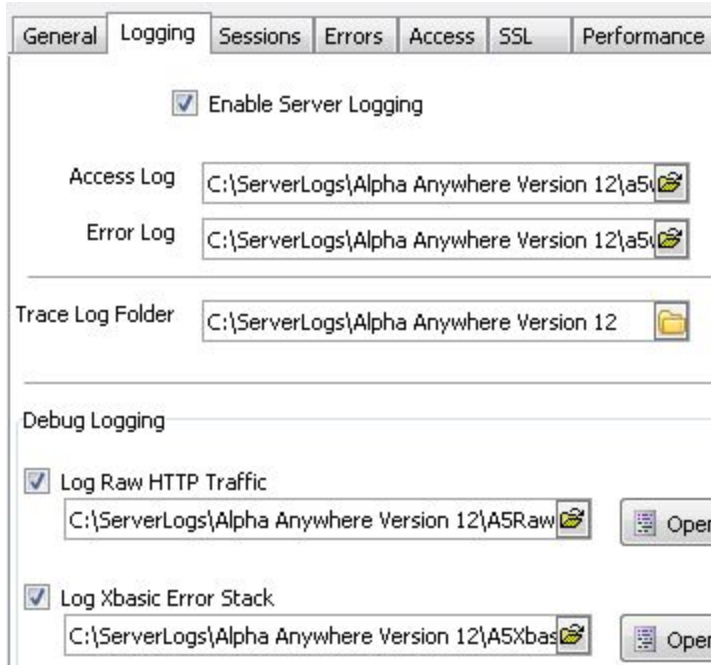 General Logging Sessions Errors Access SSL Performance
Enable Server Logging
Access Log C:\ServerLogs\Alpha Anywhere Version 12\a5
Error Log C:\ServerLogs\Alpha Anywhere Version 12\a5
Trace Log Folder C:\ServerLogs\Alpha Anywhere Version 12
Debug Logging
Log Raw HTTP Traffic
C:\ServerLogs\Alpha Anywhere Version 12\A5Raw Oper
Log Xbasic Error Stack
C:\ServerLogs\Alpha Anywhere Version 12\A5Xbas Oper